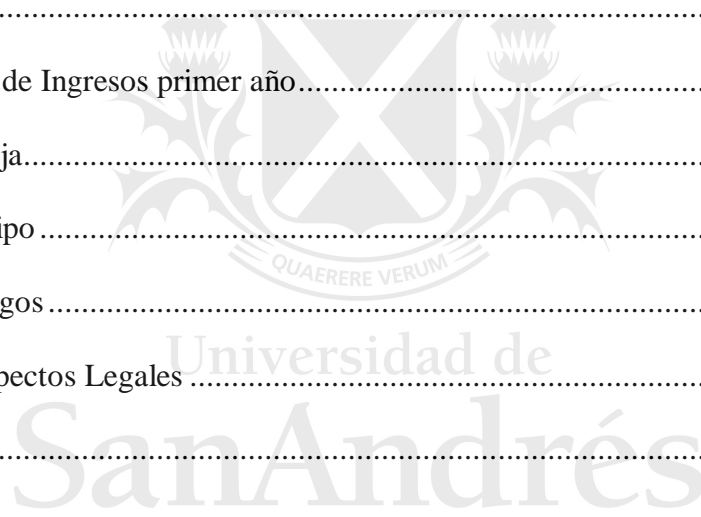 ........................................................................
de Ingresos primer año........................................
ja........................................................................
ipo ........................................................................
QUAERERE VERUM
gos ........................................................................
Universidad de
pectos Legales ........................................................
SanAndrés
........................................................................